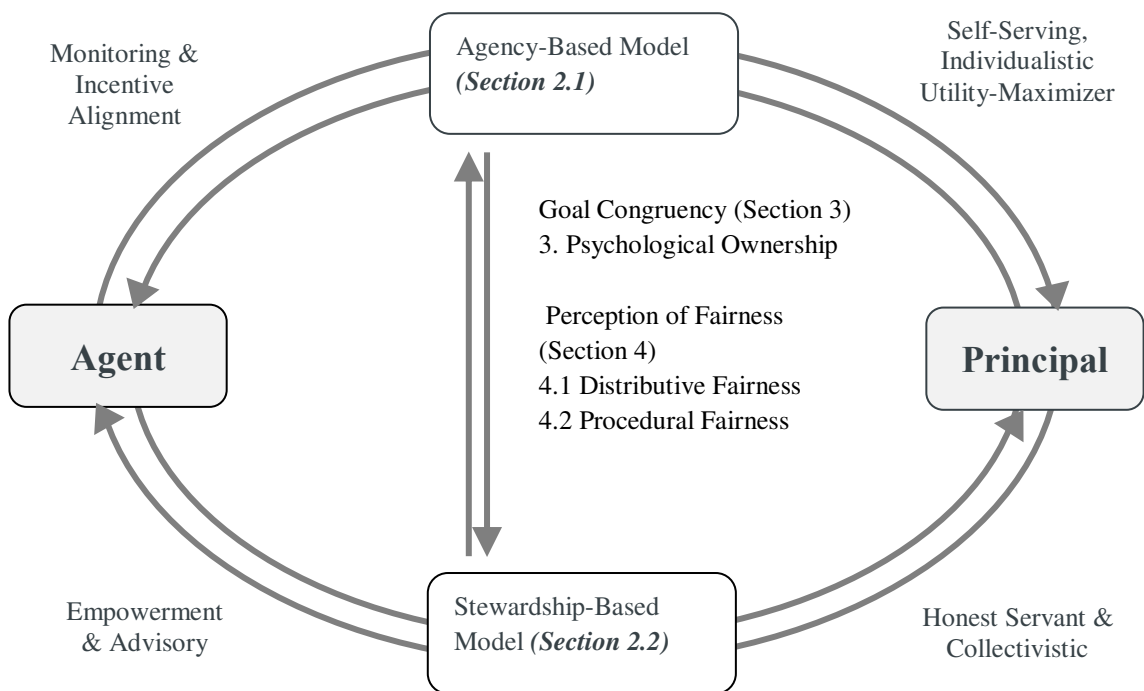 Monitoring &
Incentive
Alignment
Agency-Based Model
(Section 2.1)
Self-Serving,
Individualistic
Utility-Maximizer
Goal Congruency (Section 3)
3. Psychological Ownership
Perception of Fairness
(Section 4)
4.1 Distributive Fairness
4.2 Procedural Fairness
Agent
Principal
Empowerment
& Advisory
Stewardship-Based
Model (Section 2.2)
Honest Servant &
Collectivistic